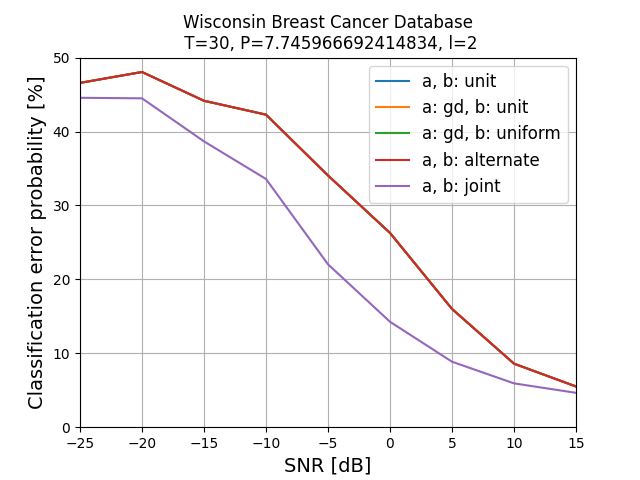 Wisconsin Breast Cancer Database
T=30, P=7.745966692414834, l=2
Classification error probability [%]
50
40
30
20
10
0
a, b: unit
a: gd, b: unit
a: gd, b: uniform
a, b: alternate
a, b: joint
−25 −20 −15 −10 −5 0 5 10 15
SNR [dB]